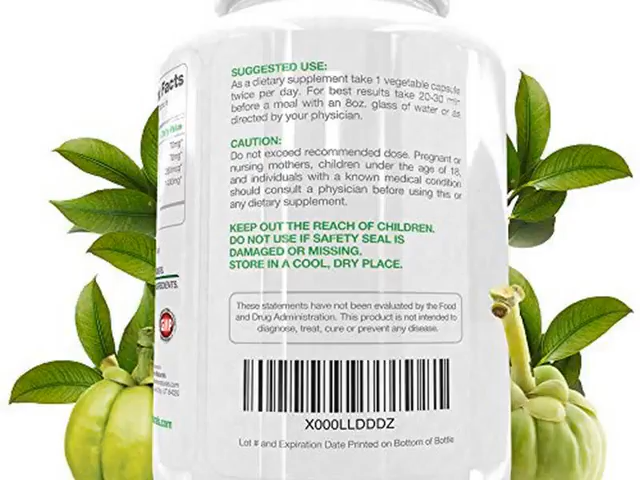 Facts
SUGGESTED USE:
As a dietary supplement take 1 vegetable capsule
twice per day. For best results take 20-30 min
before a meal with an 8oz. glass of water or as
directed by your physician.
CAUTION:
Do not exceed recommended dose. Pregnant or
nursing mothers, children under the age of 18,
and individuals with a known medical condition
should consult a physician before using this or
any dietary supplement.
KEEP OUT THE REACH OF CHILDREN.
DO NOT USE IF SAFETY SEAL IS
DAMAGED OR MISSING.
STORE IN A COOL, DRY PLACE.
These statements have not been evaluated by the Food
and Drug Administration. This product is not intended to
diagnose, treat, cure or prevent any disease.
GMP
X000LLDDDZ
Lot # and Expiration Date Printed on Bottom of Bottle